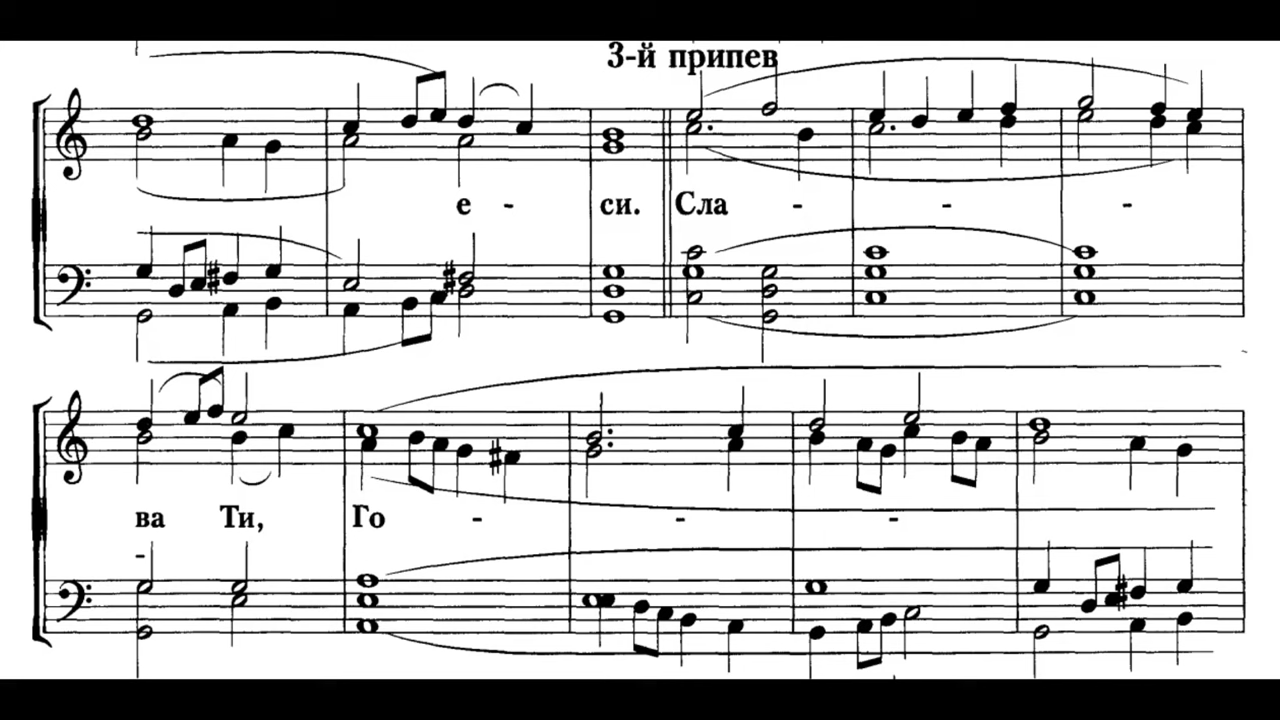 3-й припев
е - си. Сла - - -
ва Ти, Го - - -